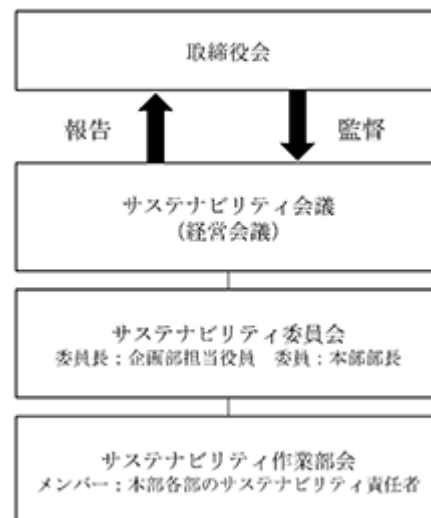 取締役会
報告
監督
サステナビリティ会議
(経営会議)
サステナビリティ委員会
委員長：企画部担当役員　委員：本部部長
サステナビリティ作業部会
メンバー：本部各部のサステナビリティ責任者